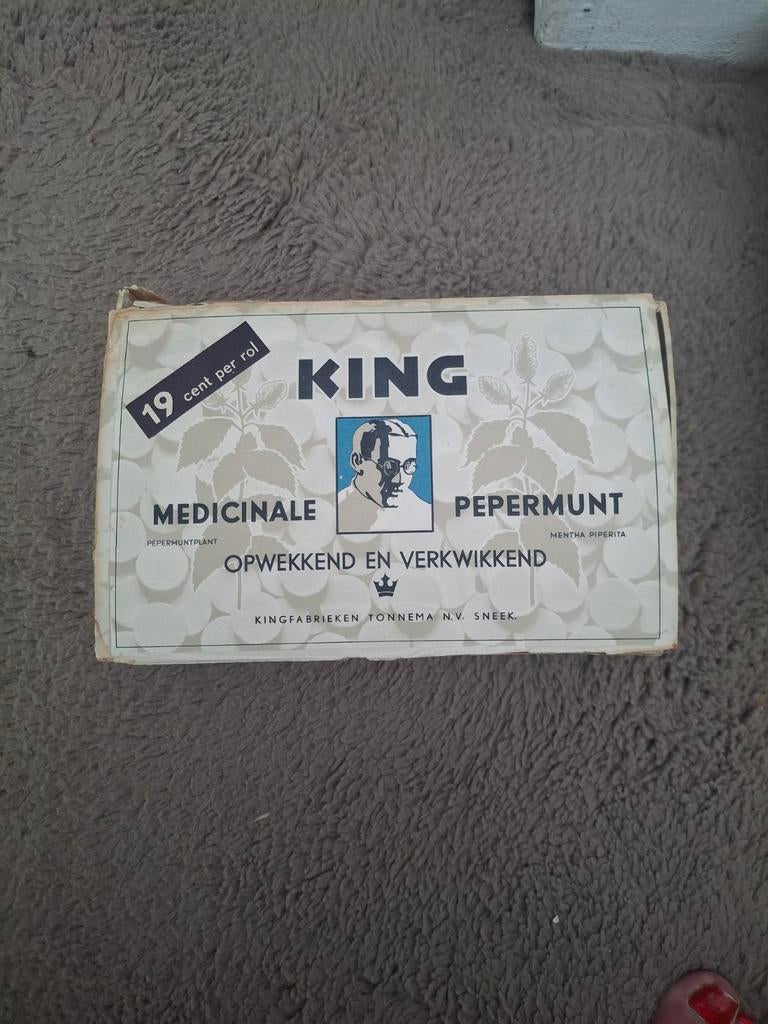 19 cent per rol
KING
MEDICINALE PEPERMUNT
PEPERMUNTPLANT MENTHA PIPERITA
OPWEKKEND EN VERKWIKKEND
KINGFABRIEKEN TONNEMA N.V. SNEEK.